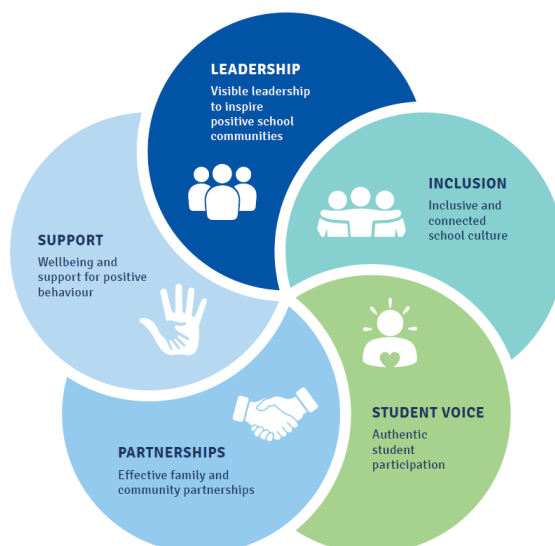 LEADERSHIP
Visible leadership
to inspire
positive school
communities
INCLUSION
Inclusive and
connected
school culture
STUDENT VOICE
Authentic
student
participation
PARTNERSHIPS
Effective family and
community partnerships
SUPPORT
Wellbeing and
support for positive
behaviour